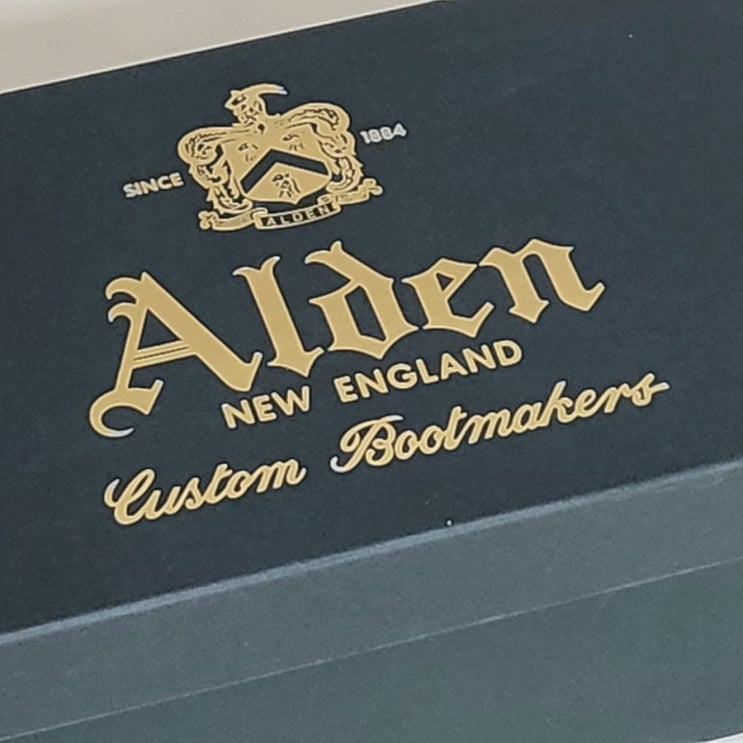 SINCE 1884
ALDEN
Alden
NEW ENGLAND
Custom Bootmakers